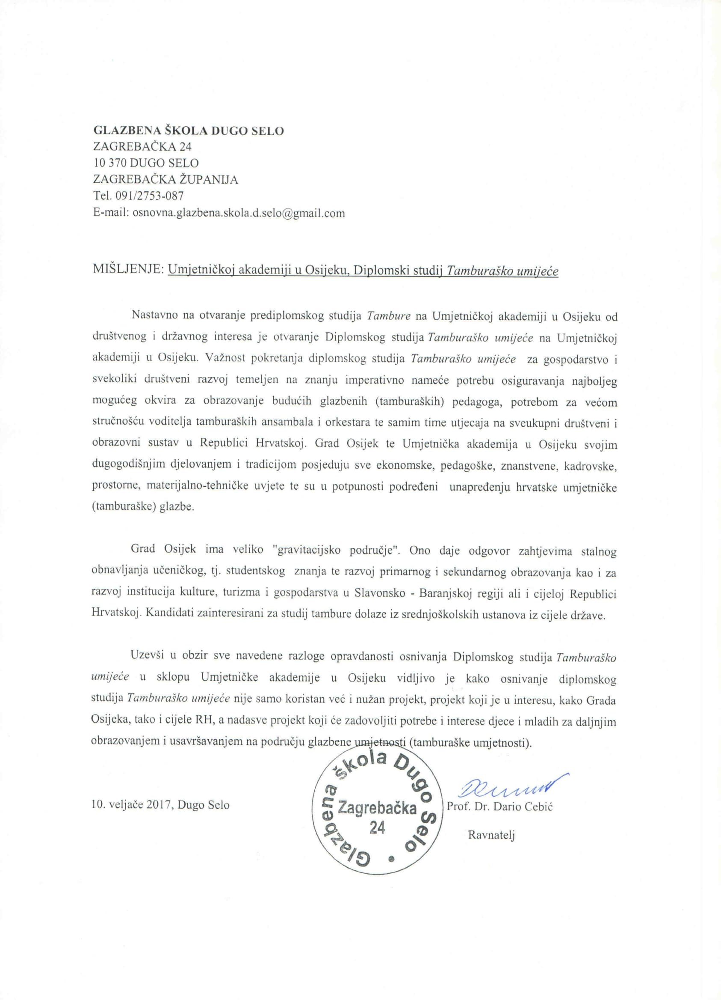 GLAZBENA ŠKOLA DUGO SELO
ZAGREBAČKA 24
10 370 DUGO SELO
ZAGREBAČKA ŽUPANIJA
Tel. 091/2753-087
E-mail: osnovna.glazbena.skola.d.selo@gmail.com
MIŠLJENJE: Umjetničkoj akademiji u Osijeku, Diplomski studij Tamburaško umijeće
Nastavno na otvaranje prediplomskog studija Tambure na Umjetničkoj akademiji u Osijeku od
društvenog i državnog interesa je otvaranje Diplomskog studija Tamburaško umijeće na Umjetničkoj
akademiji u Osijeku. Važnost pokretanja diplomskog studija Tamburaško umijeće za gospodarstvo i
svekoliki društveni razvoj temeljen na znanju imperativno nameće potrebu osiguravanja najboljeg
mogućeg okvira za obrazovanje budućih glazbenih (tamburaških) pedagoga, potrebom za većom
stručnošću voditelja tamburaških ansambala i orkestara te samim time utjecaja na sveukupni društveni i
obrazovni sustav u Republici Hrvatskoj. Grad Osijek te Umjetnička akademija u Osijeku svojim
dugogodišnjim djelovanjem i tradicijom posjeduju sve ekonomske, pedagoške, znanstvene, kadrovske,
prostorne, materijalno-tehničke uvjete te su u potpunosti podređeni unapređenju hrvatske umjetničke
(tamburaške) glazbe.
Grad Osijek ima veliko "gravitacijsko područje". Ono daje odgovor zahtjevima stalnog
obnavljanja učeničkog, tj. studentskog znanja te razvoj primarnog i sekundarnog obrazovanja kao i za
razvoj institucija kulture, turizma i gospodarstva u Slavonsko - Baranjskoj regiji ali i cijeloj Republici
Hrvatskoj. Kandidati zainteresirani za studij tambure dolaze iz srednjoškolskih ustanova iz cijele države.
Uzevši u obzir sve navedene razloge opravdanosti osnivanja Diplomskog studija Tamburaško
umijeće u sklopu Umjetničke akademije u Osijeku vidljivo je kako osnivanje diplomskog
studija Tamburaško umijeće nije samo koristan već i nužan projekt, projekt koji je u interesu, kako Grada
Osijeka, tako i cijele RH, a nadasve projekt koji će zadovoljiti potrebe i interese djece i mladih za daljnjim
obrazovanjem i usavršavanjem na području glazbene umjetnosti (tamburaške umjetnosti).
Glazbena škola Dugo Selo •
Zagrebačka
24
10. veljače 2017, Dugo Selo
Prof. Dr. Dario Cebić
Ravnatelj